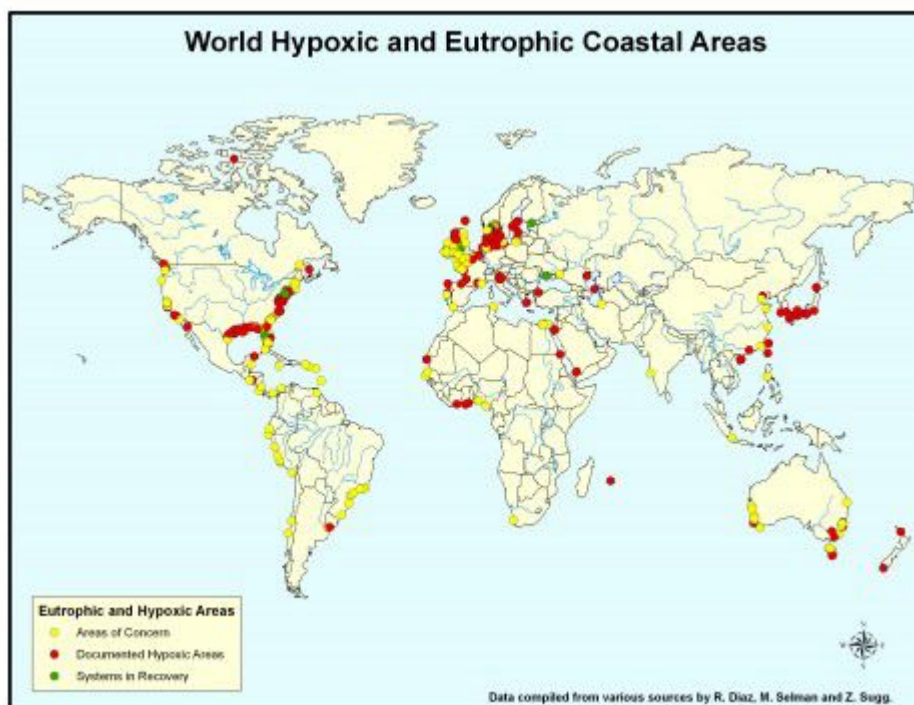 World Hypoxic and Eutrophic Coastal Areas
Eutrophic and Hypoxic Areas
Areas of Concern
Documented Hypoxic Areas
Systems in Recovery
Data compiled from various sources by R. Diaz, M. Selman and Z. Sugg.